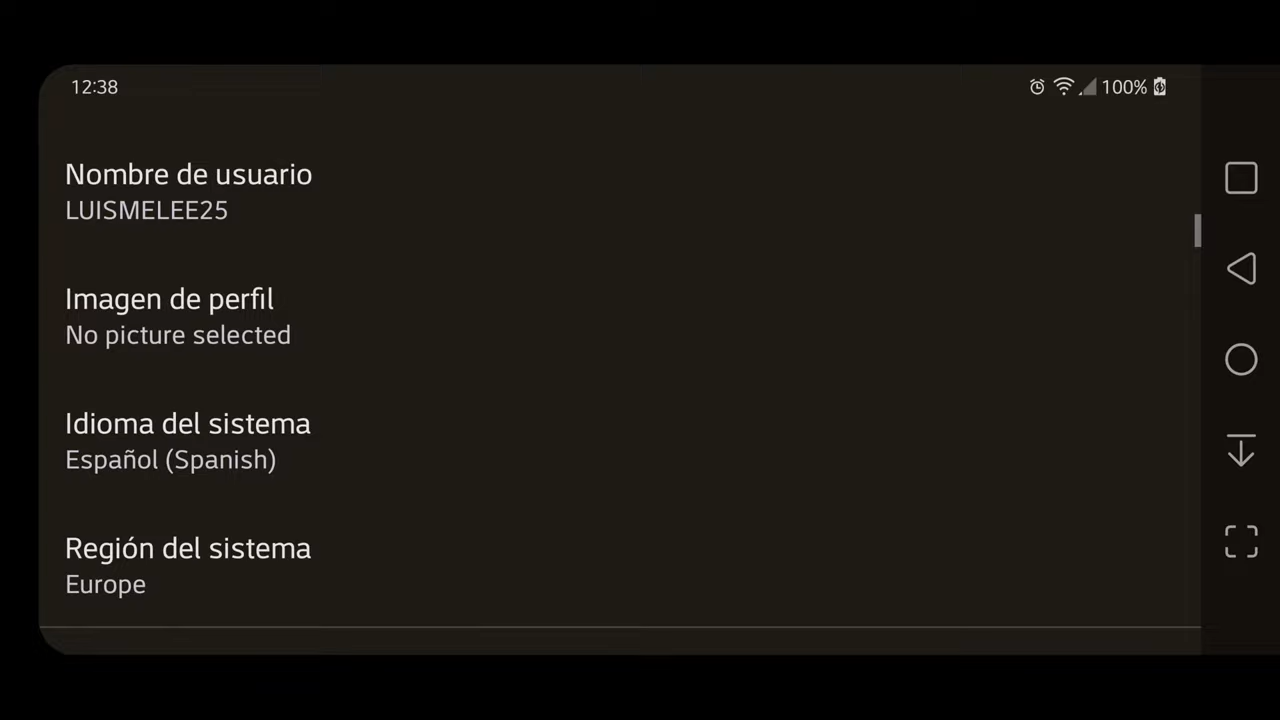 12:38
100%
Nombre de usuario
LUISMELEE25
Imagen de perfil
No picture selected
Idioma del sistema
Español (Spanish)
Región del sistema
Europe